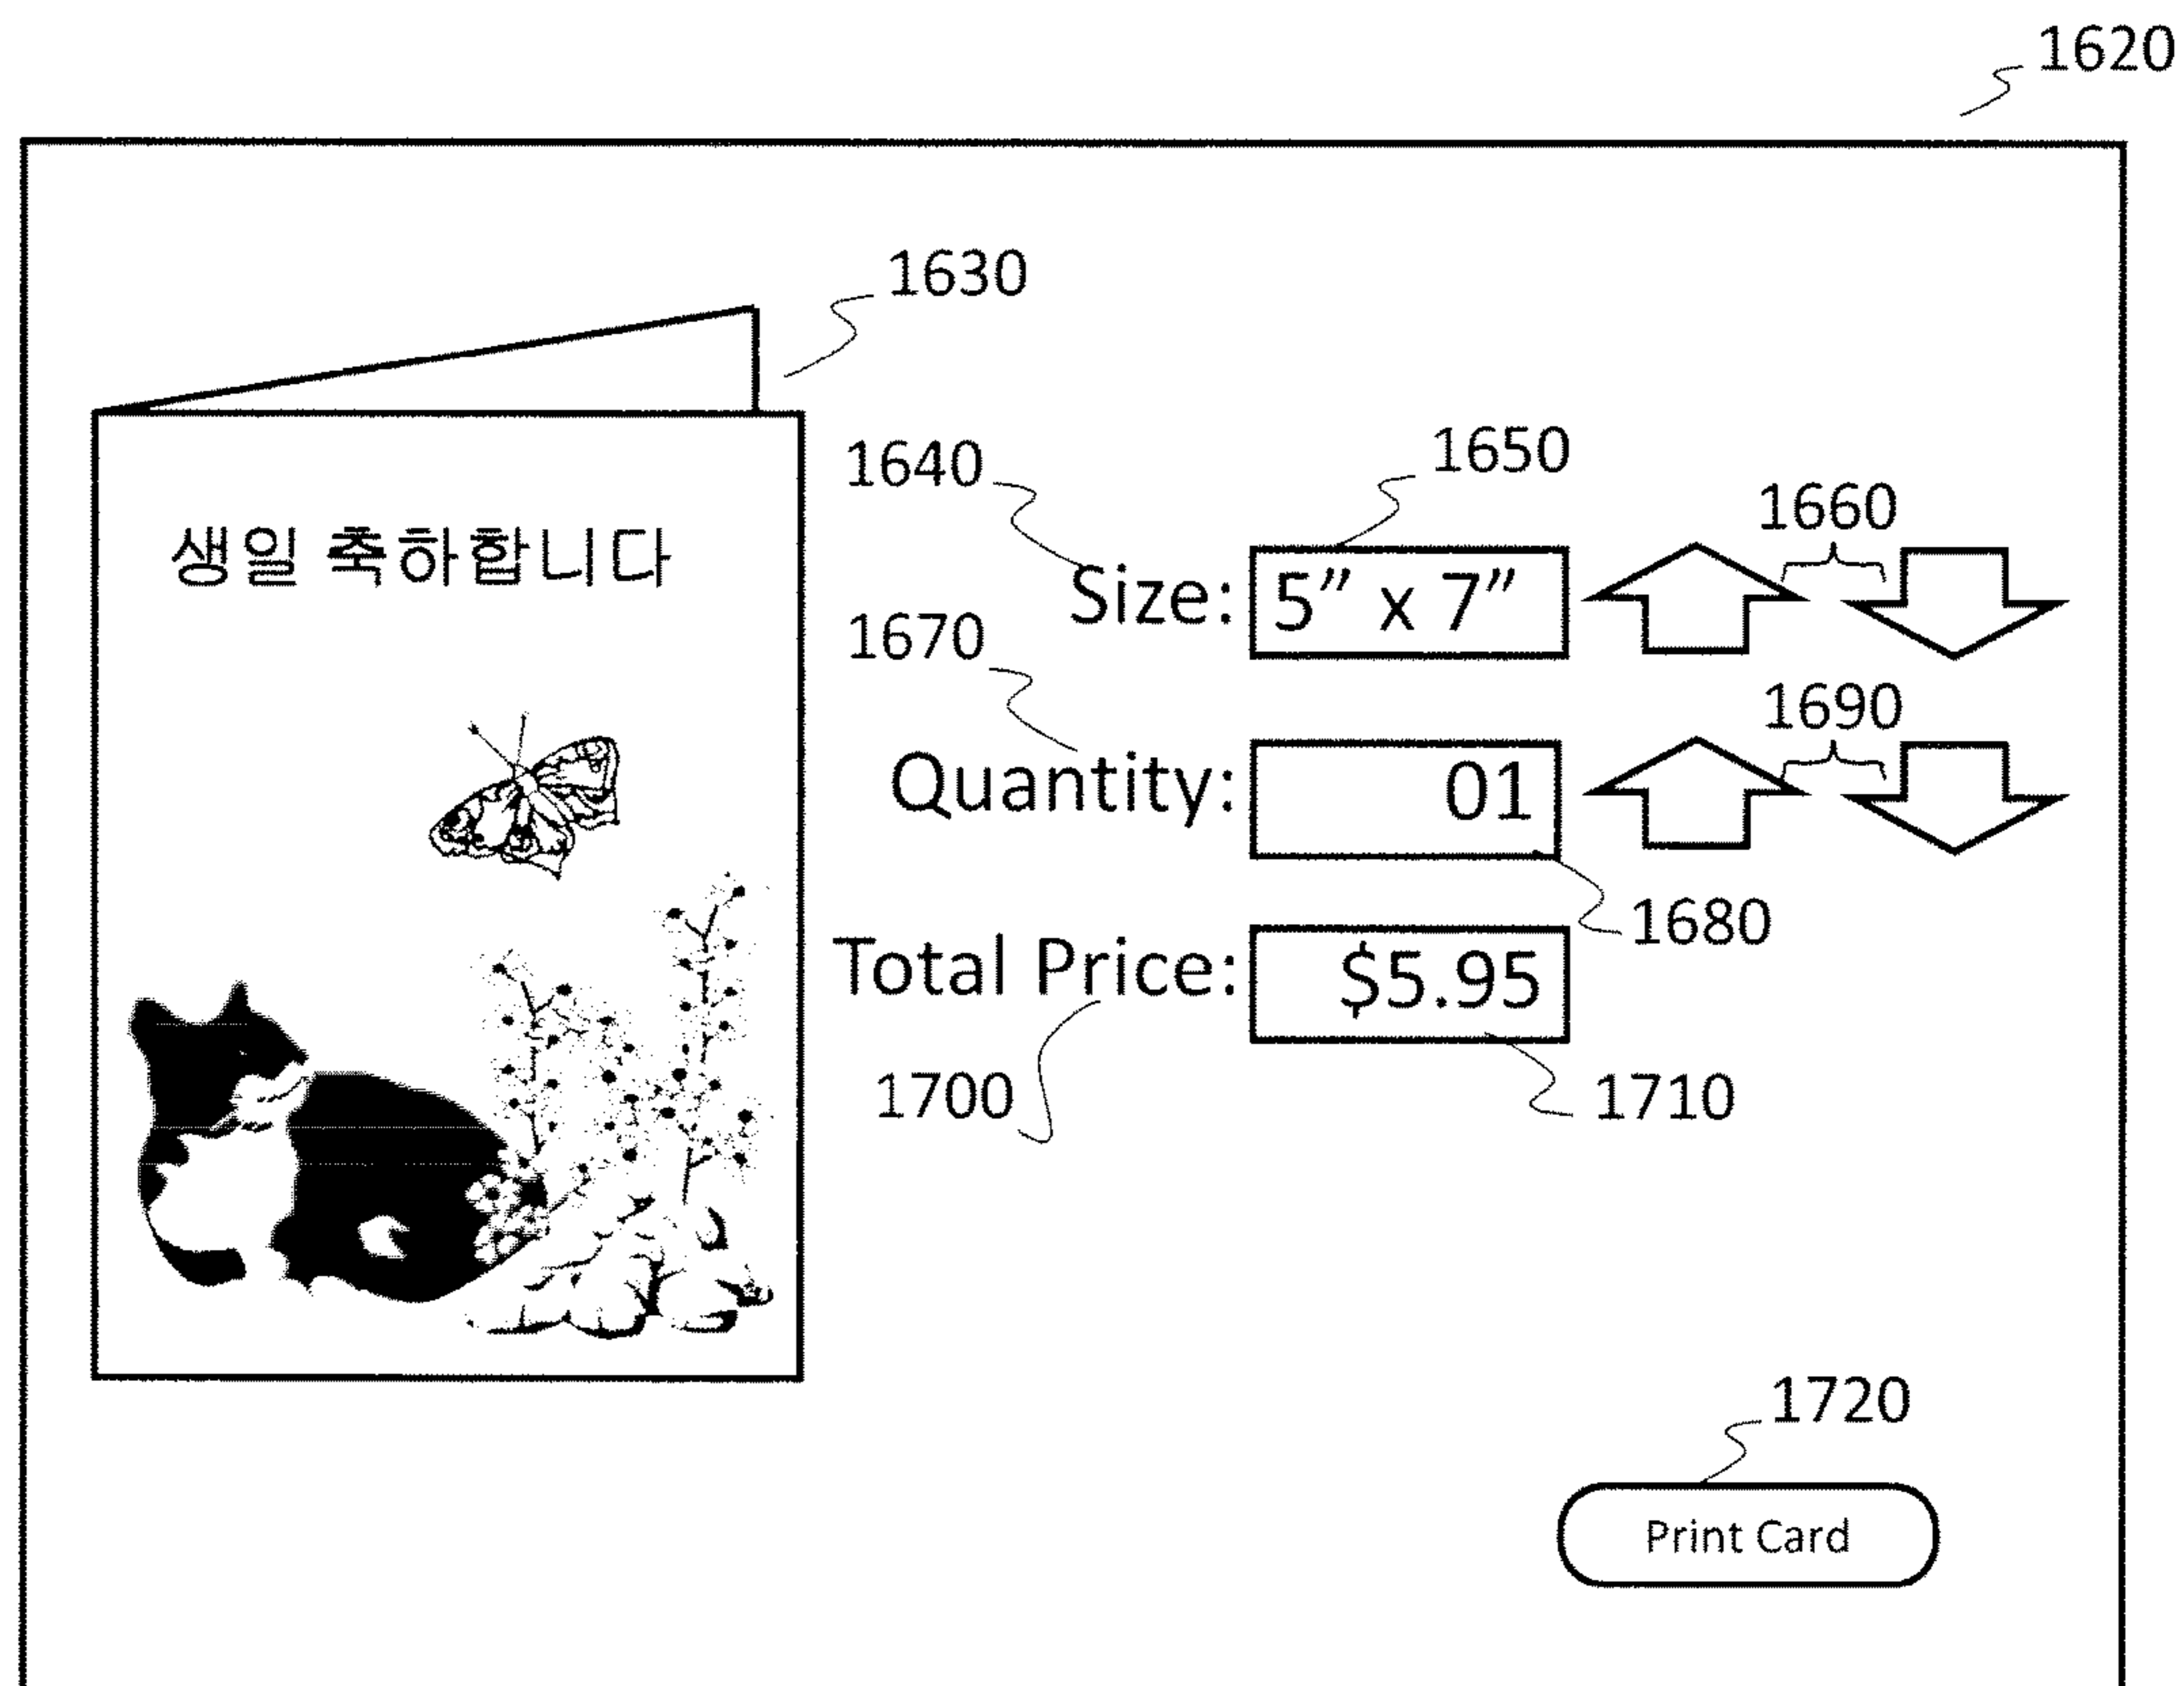 1620
1630
생일 축하합니다
1640
1650
1660
Size: 5” x 7”
1670
1690
Quantity: 01
1680
Total Price: $5.95
1700
1710
1720
Print Card